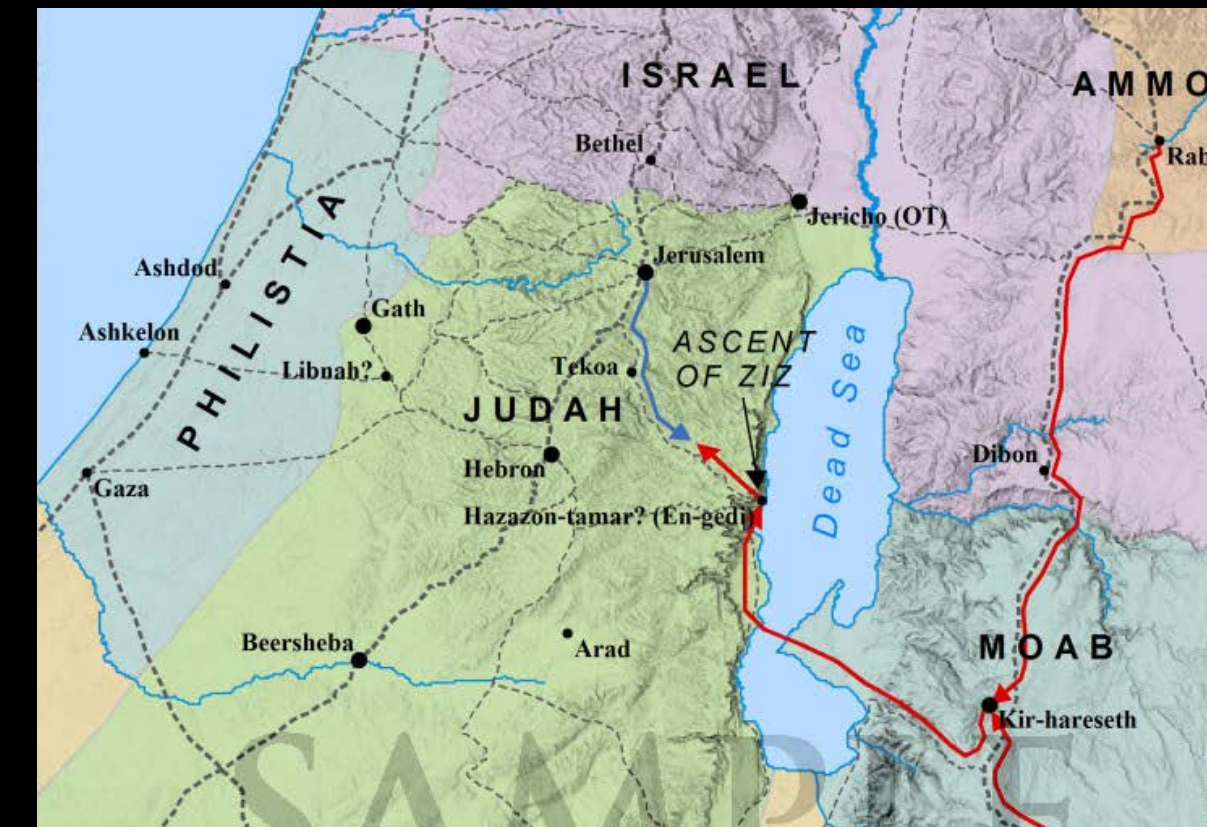 ISRAEL
AMMO
Bethel
Rab
Jericho (OT)
PHILISTIA
Jerusalem
Ashdod
Gath
Ashkelon
ASCENT
OF ZIZ
Libnah?
Tekoa
Dead Sea
JUDAH
Hebron
Dibon
Gaza
Hazazon-tamar? (En-gedi)
Beersheba
Arad
MOAB
Kir-hareseth
SAMPLE